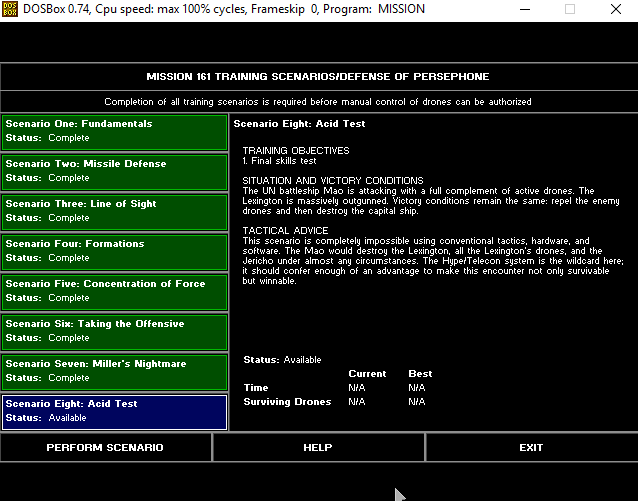 DOS
BOX
DOSBox 0.74, Cpu speed: max 100% cycles, Frameskip 0, Program: MISSION
MISSION 161 TRAINING SCENARIOS/DEFENSE OF PERSEPHONE
Completion of all training scenarios is required before manual control of drones can be authorized
Scenario One: Fundamentals
Status: Complete
Scenario Two: Missile Defense
Status: Complete
Scenario Three: Line of Sight
Status: Complete
Scenario Four: Formations
Status: Complete
Scenario Five: Concentration of Force
Status: Complete
Scenario Six: Taking the Offensive
Status: Complete
Scenario Seven: Miller's Nightmare
Status: Complete
Scenario Eight: Acid Test
Status: Available
Scenario Eight: Acid Test
TRAINING OBJECTIVES
1. Final skills test
SITUATION AND VICTORY CONDITIONS
The UN battleship Mao is attacking with a full complement of active drones. The
Lexington is massively outgunned. Victory conditions remain the same: repel the enemy
drones and then destroy the capital ship.
TACTICAL ADVICE
This scenario is completely impossible using conventional tactics, hardware, and
software. The Mao would destroy the Lexington, all the Lexington's drones, and the
Jericho under almost any circumstances. The Hype/Telecon system is the wildcard here;
it should confer enough of an advantage to make this encounter not only survivable
but winnable.
Status: Available
Current Best
Time N/A N/A
Surviving Drones N/A N/A
PERFORM SCENARIO HELP EXIT